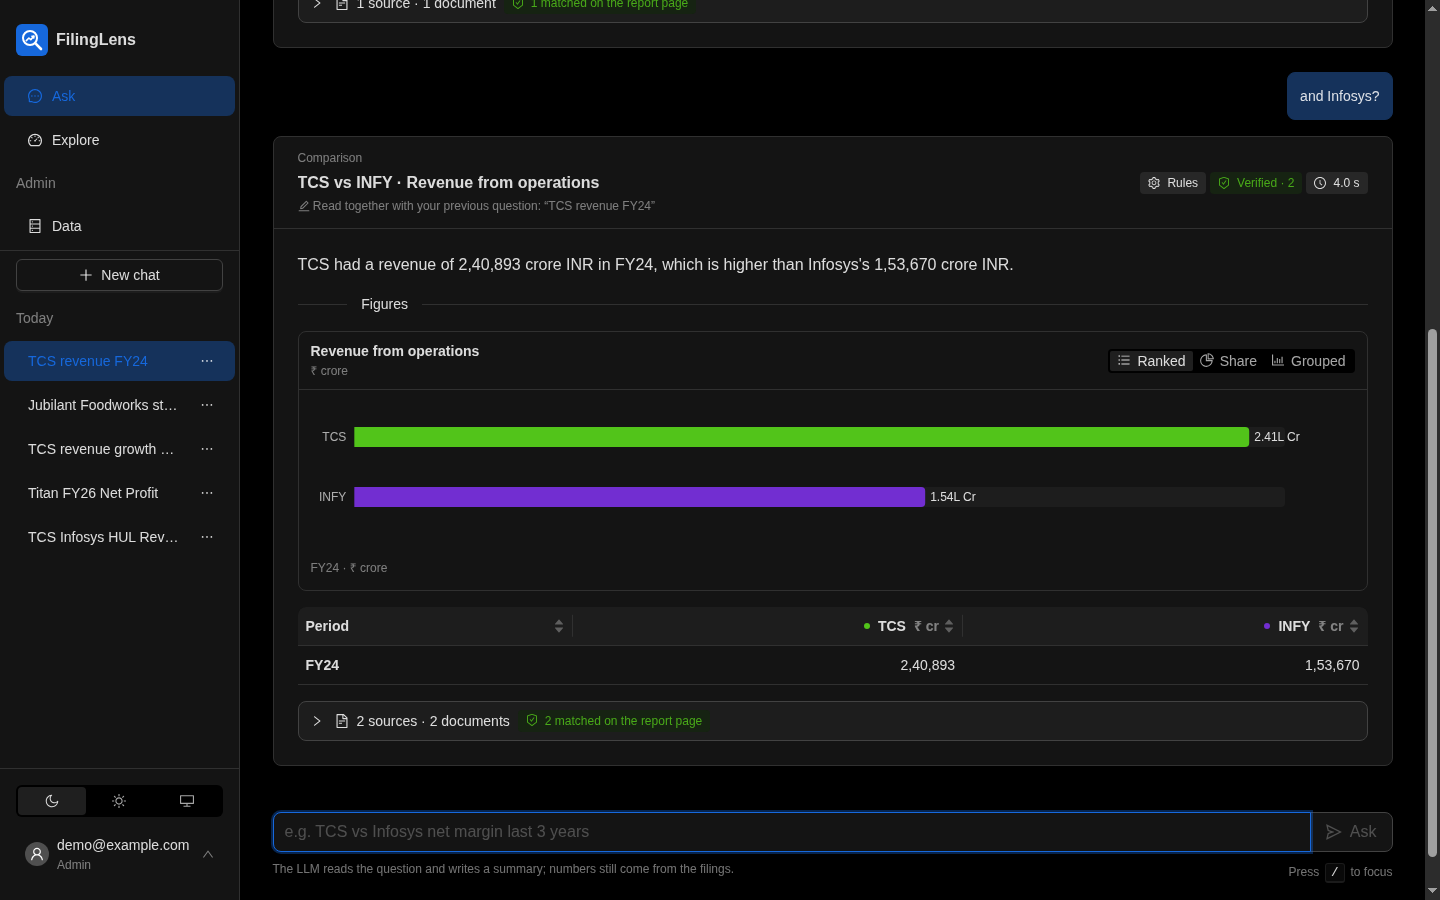 FilingLens
Ask
Explore
Admin
Data
New chat
Today
TCS revenue FY24
Jubilant Foodworks st...
TCS revenue growth ...
Titan FY26 Net Profit
TCS Infosys HUL Rev...
demo@example.com
Admin
1 source · 1 document 1 matched on the report page
and Infosys?
Comparison
TCS vs INFY · Revenue from operations
Rules Verified · 2 4.0 s
Read together with your previous question: “TCS revenue FY24”
TCS had a revenue of 2,40,893 crore INR in FY24, which is higher than Infosys's 1,53,670 crore INR.
Figures
Revenue from operations
₹ crore
Ranked Share Grouped
TCS 2.41L Cr
INFY 1.54L Cr
FY24 · ₹ crore
Period TCS ₹ cr INFY ₹ cr
FY24 2,40,893 1,53,670
2 sources · 2 documents 2 matched on the report page
e.g. TCS vs Infosys net margin last 3 years Ask
The LLM reads the question and writes a summary; numbers still come from the filings.
Press / to focus